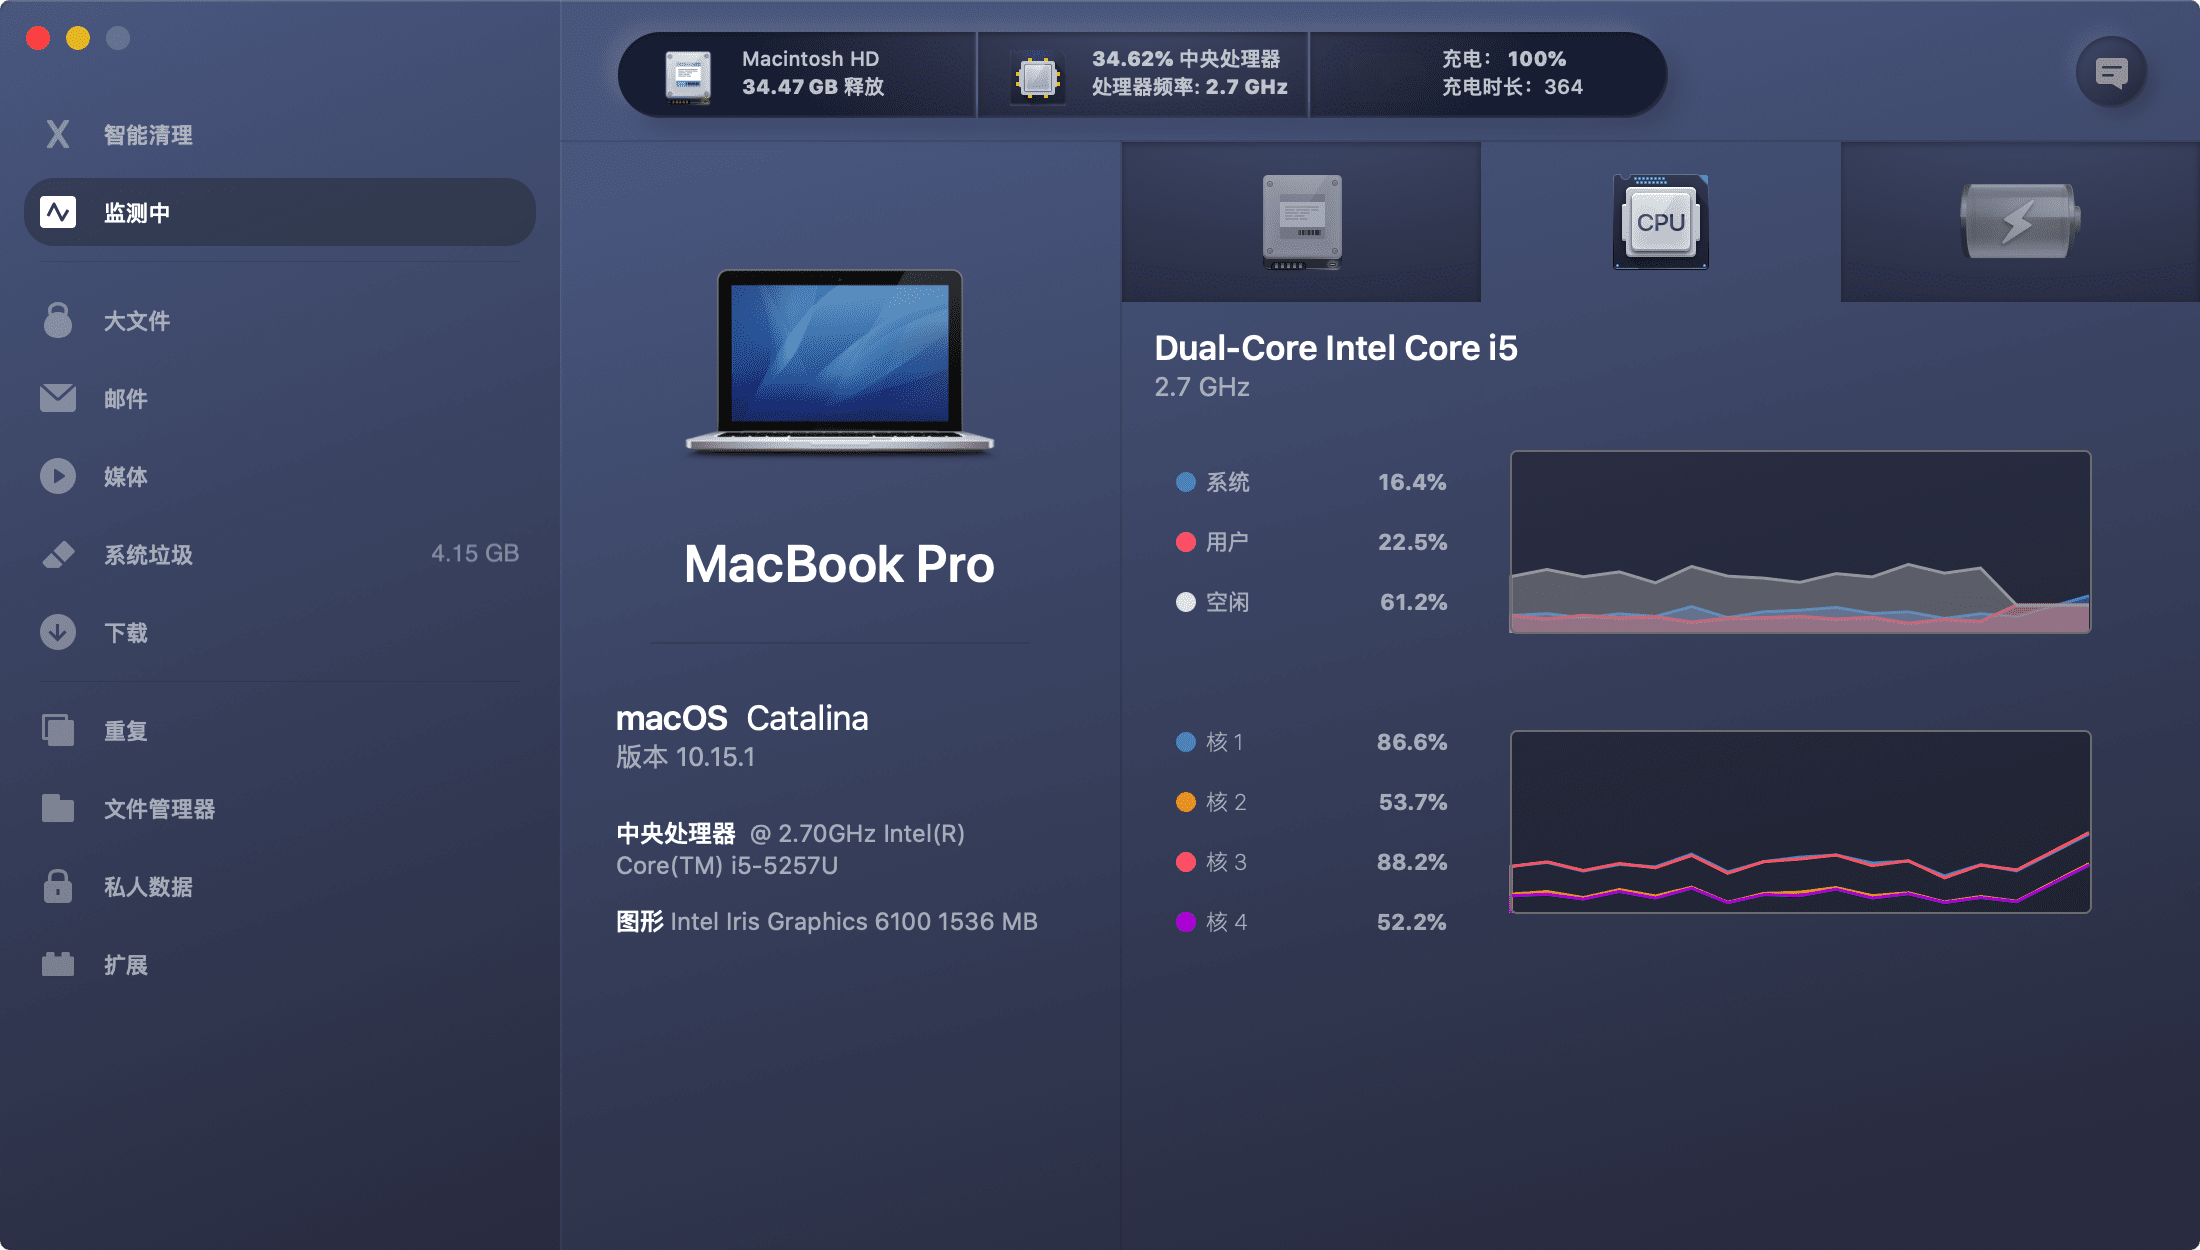 Macintosh HD
34.47 GB 释放
34.62% 中央处理器
处理器频率: 2.7 GHz
充电： 100%
充电时长：364
智能清理
监测中
大文件
邮件
媒体
系统垃圾 4.15 GB
下载
重复
文件管理器
私人数据
扩展
MacBook Pro
macOS Catalina
版本 10.15.1
中央处理器 @ 2.70GHz Intel(R)
Core(TM) i5-5257U
图形 Intel Iris Graphics 6100 1536 MB
CPU
Dual-Core Intel Core i5
2.7 GHz
系统 16.4%
用户 22.5%
空闲 61.2%
核 1 86.6%
核 2 53.7%
核 3 88.2%
核 4 52.2%